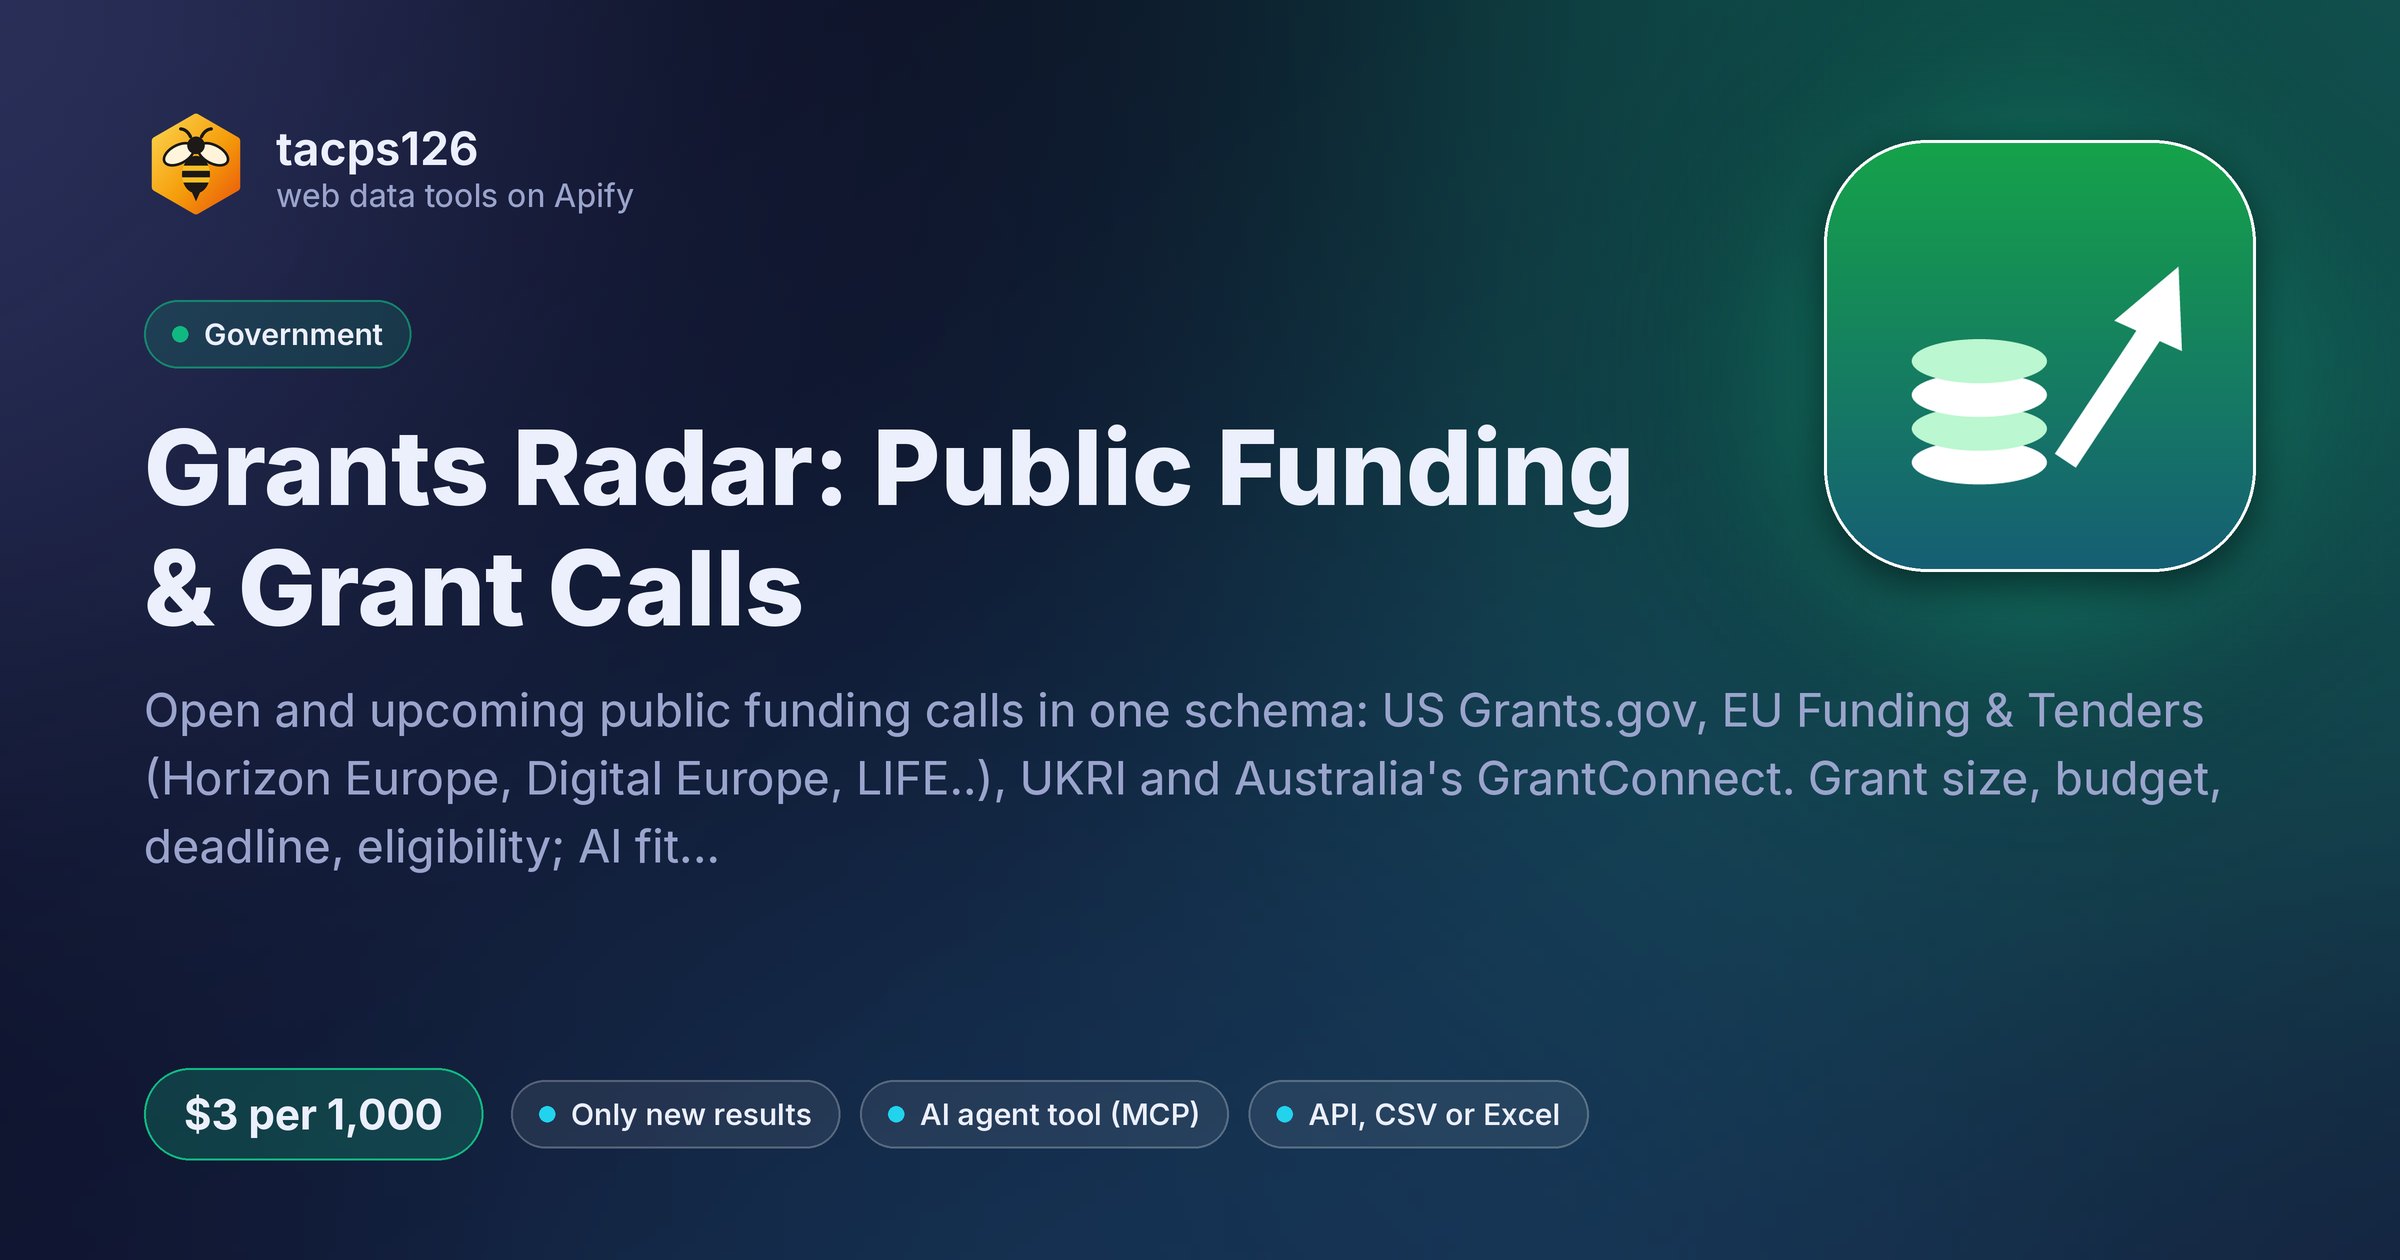 tacps126
web data tools on Apify
Government
Grants Radar: Public Funding
& Grant Calls
Open and upcoming public funding calls in one schema: US Grants.gov, EU Funding & Tenders
(Horizon Europe, Digital Europe, LIFE..), UKRI and Australia's GrantConnect. Grant size, budget,
deadline, eligibility; AI fit...
$3 per 1,000
Only new results
AI agent tool (MCP)
API, CSV or Excel